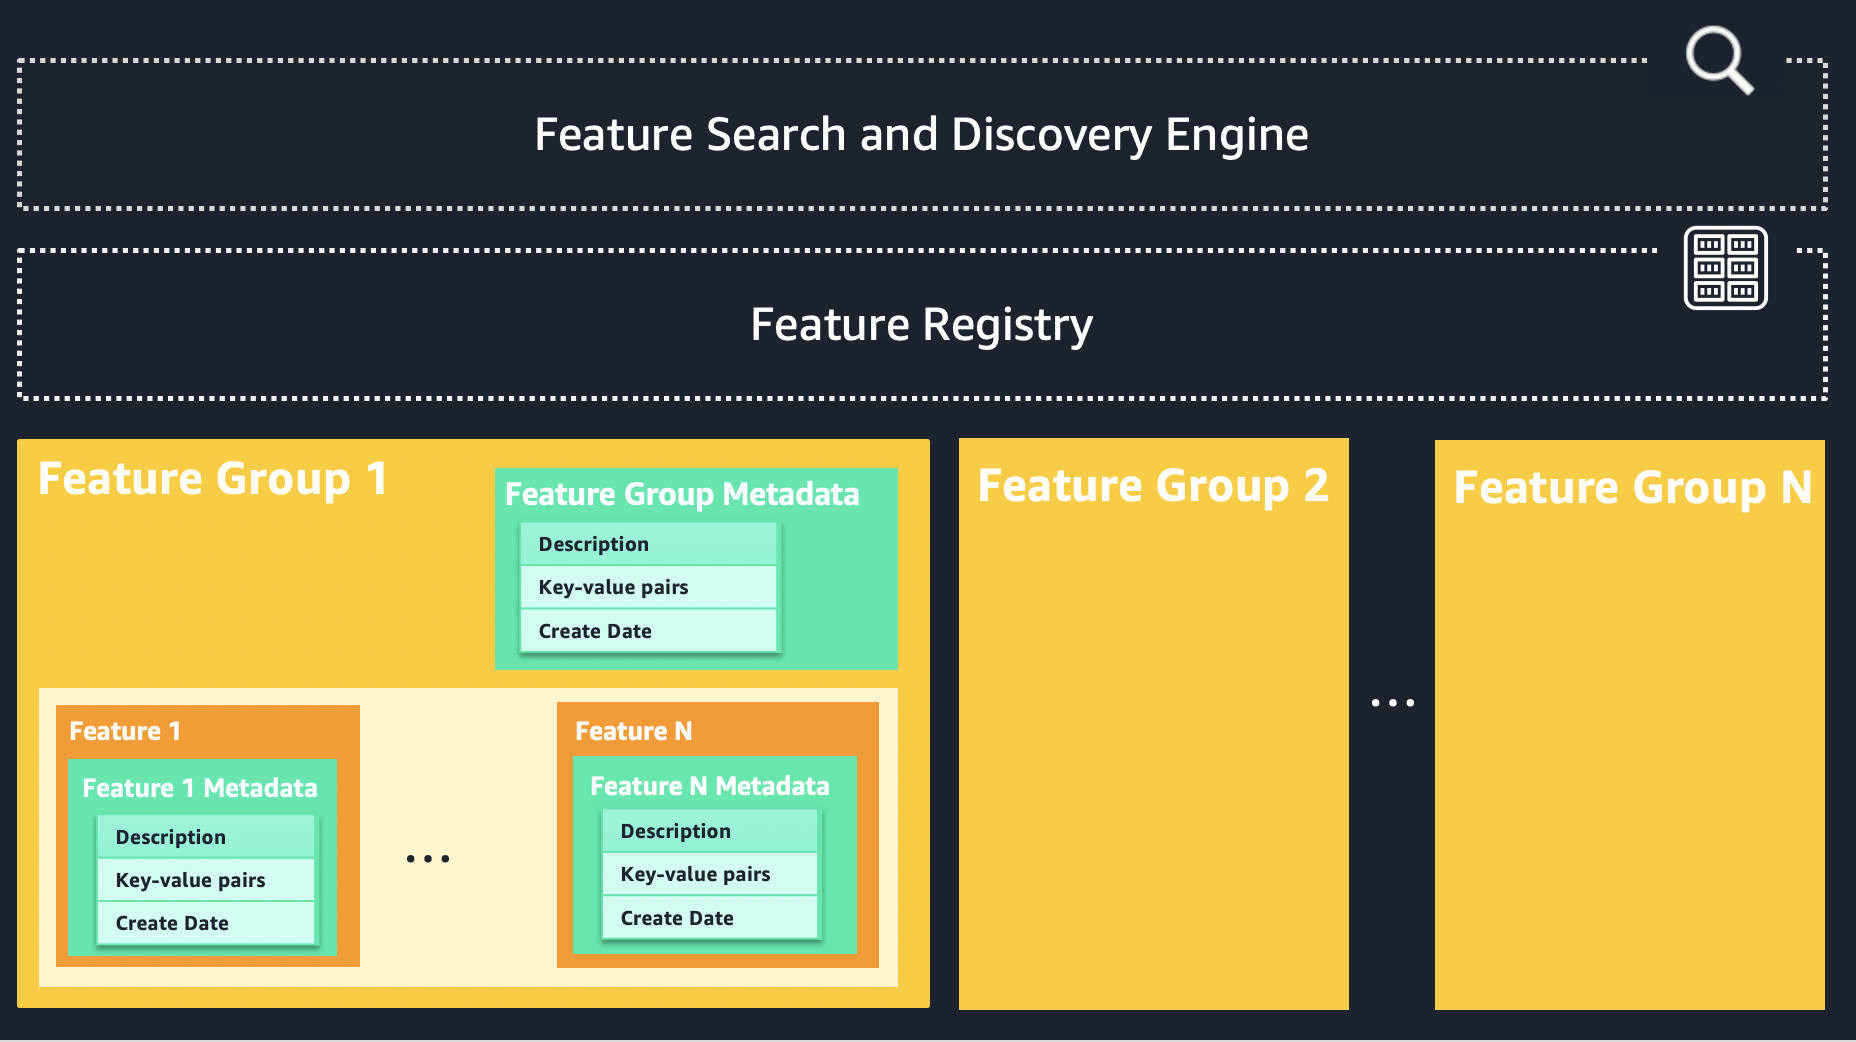 Feature Search and Discovery Engine
Feature Registry
Feature Group 1
Feature Group Metadata
Description
Key-value pairs
Create Date
Feature 1
Feature 1 Metadata
Description
Key-value pairs
Create Date
...
Feature N
Feature N Metadata
Description
Key-value pairs
Create Date
Feature Group 2
...
Feature Group N